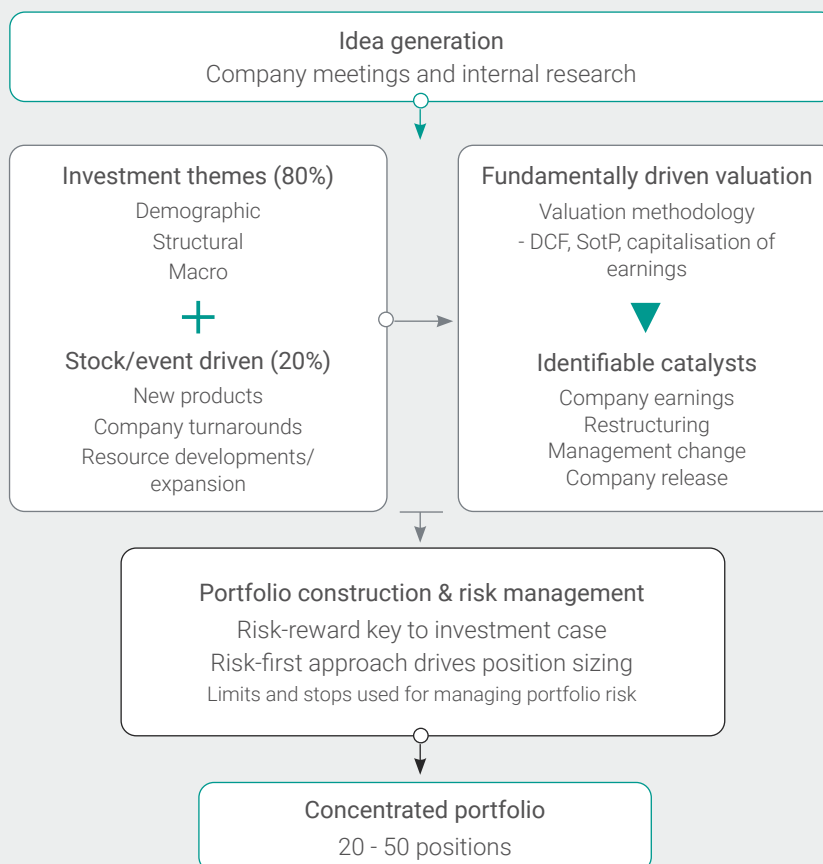 Idea generation
Company meetings and internal research
Investment themes (80%)
Demographic
Structural
Macro
Stock/event driven (20%)
New products
Company turnarounds
Resource developments/
expansion
Fundamentally driven valuation
Valuation methodology
- DCF, SotP, capitalisation of
earnings
Identifiable catalysts
Company earnings
Restructuring
Management change
Company release
Portfolio construction & risk management
Risk-reward key to investment case
Risk-first approach drives position sizing
Limits and stops used for managing portfolio risk
Concentrated portfolio
20 - 50 positions